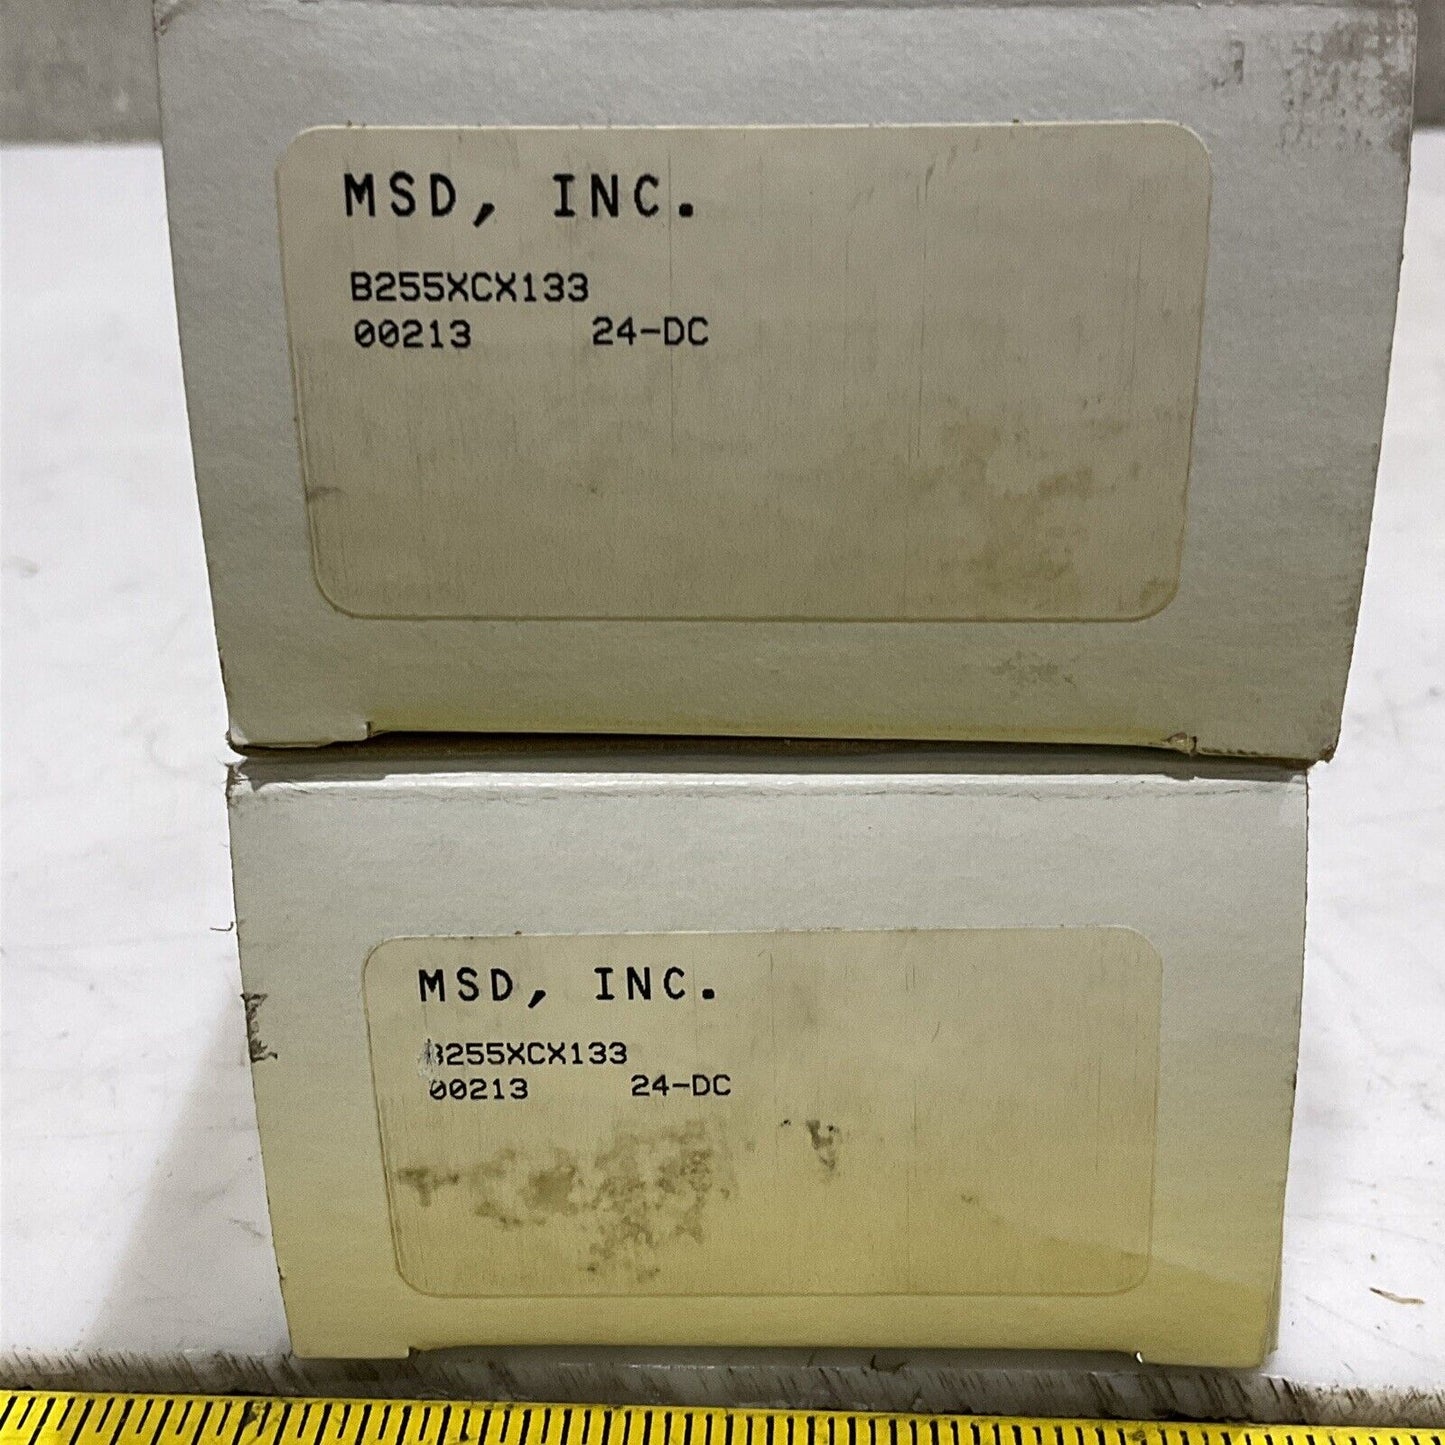 MSD, INC.
B255XCX133
00213 24-DC
MSD, INC.
B255XCX133
00213 24-DC